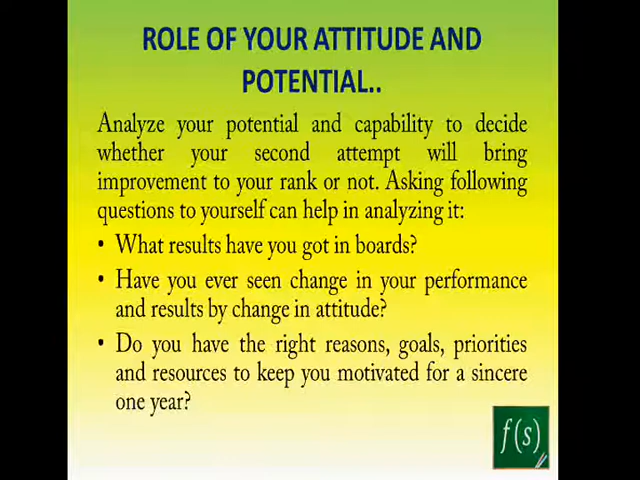 ROLE OF YOUR ATTITUDE AND
POTENTIAL..
Analyze your potential and capability to decide
whether your second attempt will bring
improvement to your rank or not. Asking following
questions to yourself can help in analyzing it:
• What results have you got in boards?
• Have you ever seen change in your performance
and results by change in attitude?
• Do you have the right reasons, goals, priorities
and resources to keep you motivated for a sincere
one year?
f(s)